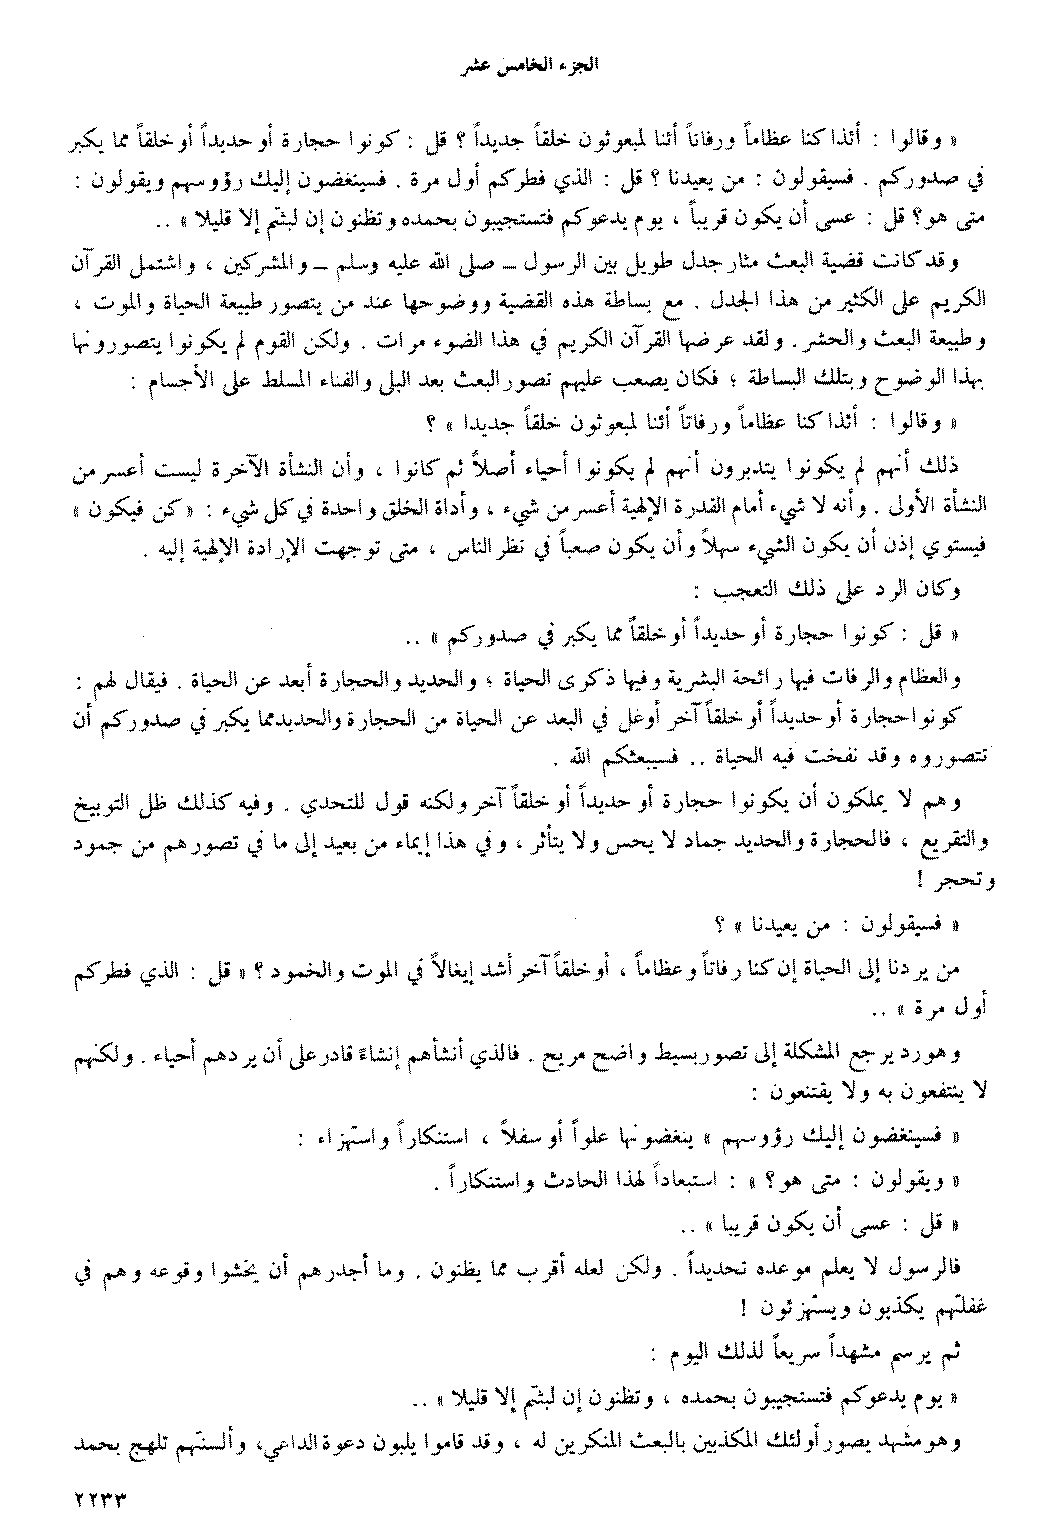 الجزء الخامس عشر
« وقالوا : أئذا كنا عظاماً ورفاتاً أئنا لمبعوثون خلقاً جديداً ؟ قل : كونوا حجارة أو حديداً أو خلقاً مما يكبر
في صدوركم . فسيقولون : من يعيدنا ؟ قل : الذي فطركم أول مرة . فسينغضون إليك رؤوسهم ويقولون :
متى هو؟ قل : عسى أن يكون قريباً ، يوم يدعوكم فتستجيبون بحمده وتظنون إن لبثتم إلا قليلا » ..
وقد كانت قضية البعث مثار جدل طويل بين الرسول – صلى الله عليه وسلم – والمشركين ، واشتمل القرآن
الكريم على الكثير من هذا الجدل . مع بساطة هذه القضية ووضوحها عند من يتصور طبيعة الحياة والموت ،
وطبيعة البعث والحشر . ولقد عرضها القرآن الكريم في هذا الضوء مرات . ولكن القوم لم يكونوا يتصورونها
بهذا الوضوح وبتلك البساطة ؛ فكان يصعب عليهم تصور البعث بعد البلى والفناء المسلط على الأجسام :
« وقالوا : أئذا كنا عظاماً ورفاتاً أئنا لمبعوثون خلقاً جديدا » ؟
ذلك أنهم لم يكونوا يتدبرون أنهم لم يكونوا أحياء أصلاً ثم كانوا ، وأن النشأة الآخرة ليست أعسر من
النشأة الأولى . وأنه لا شيء أمام القدرة الإلهية أعسر من شيء ، وأداة الخلق واحدة في كل شيء : « كن فيكون »
فيستوي إذن أن يكون الشيء سهلاً وأن يكون صعباً في نظر الناس ، متى توجهت الإرادة الإلهية إليه .
وكان الرد على ذلك التعجب :
« قل : كونوا حجارة أو حديداً أو خلقاً مما يكبر في صدوركم » ..
والعظام والرفات فيها رائحة البشرية وفيها ذكرى الحياة ؛ والحديد والحجارة أبعد عن الحياة . فيقال لهم :
كونوا حجارة أو حديداً أو خلقاً آخر أوغل في البعد عن الحياة من الحجارة والحديد مما يكبر في صدوركم أن
تتصوروه وقد نفخت فيه الحياة .. فسيبعثكم الله .
وهم لا يملكون أن يكونوا حجارة أو حديداً أو خلقاً آخر ولكنه قول للتحدي . وفيه كذلك ظل التوبيخ
والتقريع ، فالحجارة والحديد جماد لا يحس ولا يتأثر ، وفي هذا إيماء من بعيد إلى ما في تصورهم من جمود
وتحجر !
« فسيقولون : من يعيدنا » ؟
من يردنا إلى الحياة إن كنا رفاتاً وعظاماً ، أو خلقاً آخر أشد إيغالاً في الموت والخمود ؟ « قل : الذي فطركم
أول مرة » ..
وهو رد يرجع المشكلة إلى تصور بسيط واضح مريح . فالذي أنشأهم إنشاءً قادر على أن يردهم أحياء . ولكنهم
لا ينتفعون به ولا يقتنعون :
« فسينغضون إليك رؤوسهم » ينغضونها علواً أو سفلاً ، استنكاراً واستهزاء :
« ويقولون : متى هو؟ » : استبعاداً لهذا الحادث واستنكاراً .
« قل : عسى أن يكون قريبا » ..
فالرسول لا يعلم موعده تحديداً . ولكن لعله أقرب مما يظنون . وما أجدرهم أن يخشوا وقوعه وهم في
غفلتهم يكذبون ويستهزئون !
ثم يرسم مشهداً سريعاً لذلك اليوم :
« يوم يدعوكم فتستجيبون بحمده ، وتظنون إن لبثتم إلا قليلا » ..
وهو مشهد يصور أولئك المكذبين بالبعث المنكرين له ، وقد قاموا يلبون دعوة الداعي، وألسنتهم تلهج بحمد
٢٢٣٣